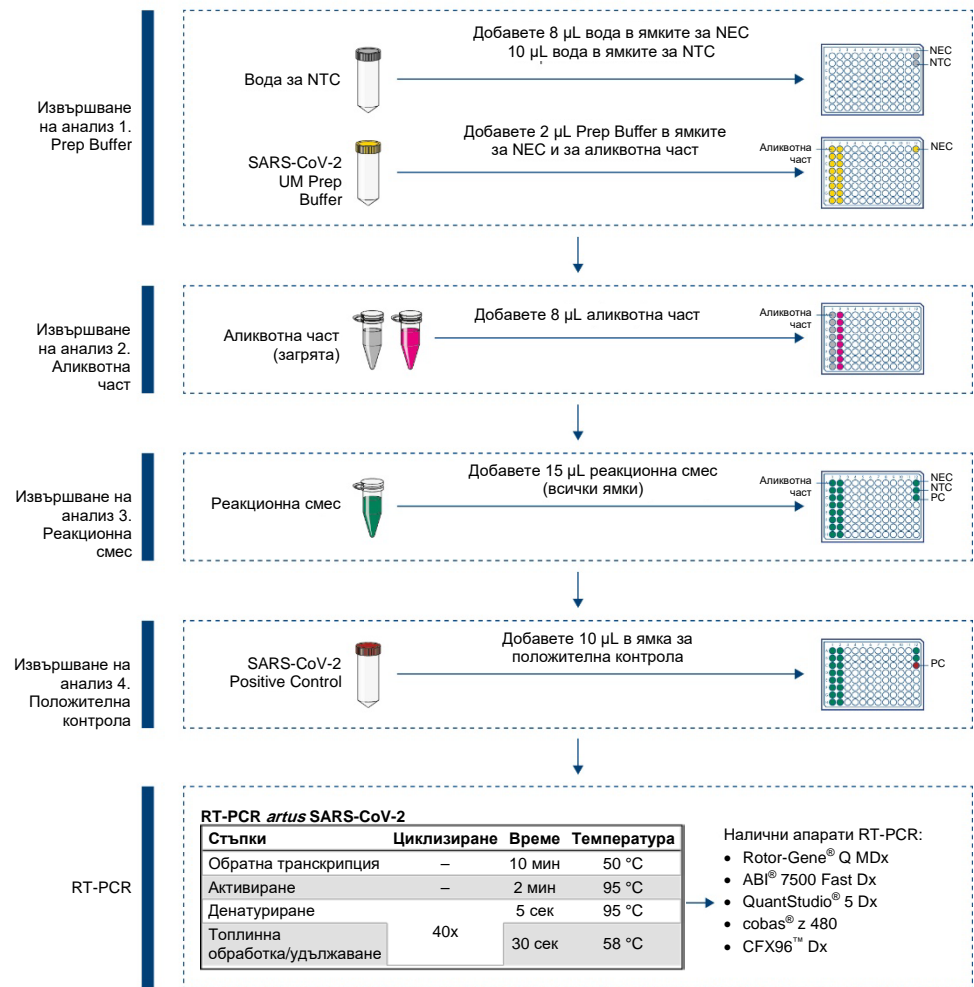 Извършване
на анализ 1.
Prep Buffer
Вода за NTC
Добавете 8 µL вода в ямките за NEC
10 µL вода в ямките за NTC
NEC
NTC
SARS-CoV-2
UM Prep
Buffer
Добавете 2 µL Prep Buffer в ямките
за NEC и за аликвотна част
Аликвотна
част
NEC
Извършване
на анализ 2.
Аликвотна
част
Аликвотна част
(загрята)
Добавете 8 µL аликвотна част
Аликвотна
част
Извършване на
анализ 3.
Реакционна
смес
Реакционна смес
Добавете 15 µL реакционна смес
(всички ямки)
Аликвотна
част
NEC
NTC
PC
Извършване на
анализ 4.
Положителна
контрола
SARS-CoV-2
Positive Control
Добавете 10 µL в ямка за
положителна контрола
PC
RT-PCR
RT-PCR artus SARS-CoV-2
Стъпки Циклизиране Време Температура
Обратна транскрипция – 10 мин 50 °C
Активиране – 2 мин 95 °C
Денатуриране 5 сек 95 °C
40x
Топлинна
обработка/удължаване 30 сек 58 °C
Налични апарати RT-PCR:
• Rotor-Gene® Q MDx
• ABI® 7500 Fast Dx
• QuantStudio® 5 Dx
• cobas® z 480
• CFX96™ Dx